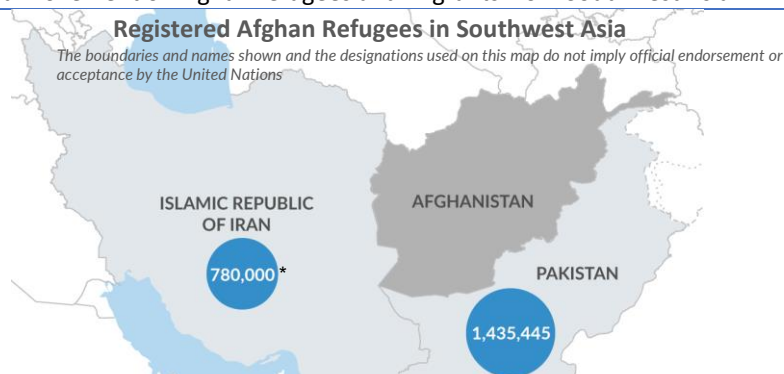 Registered Afghan Refugees in Southwest Asia
The boundaries and names shown and the designations used on this map do not imply official endorsement or
acceptance by the United Nations
ISLAMIC REPUBLIC
OF IRAN
AFGHANISTAN
780,000 *
PAKISTAN
1,435,445